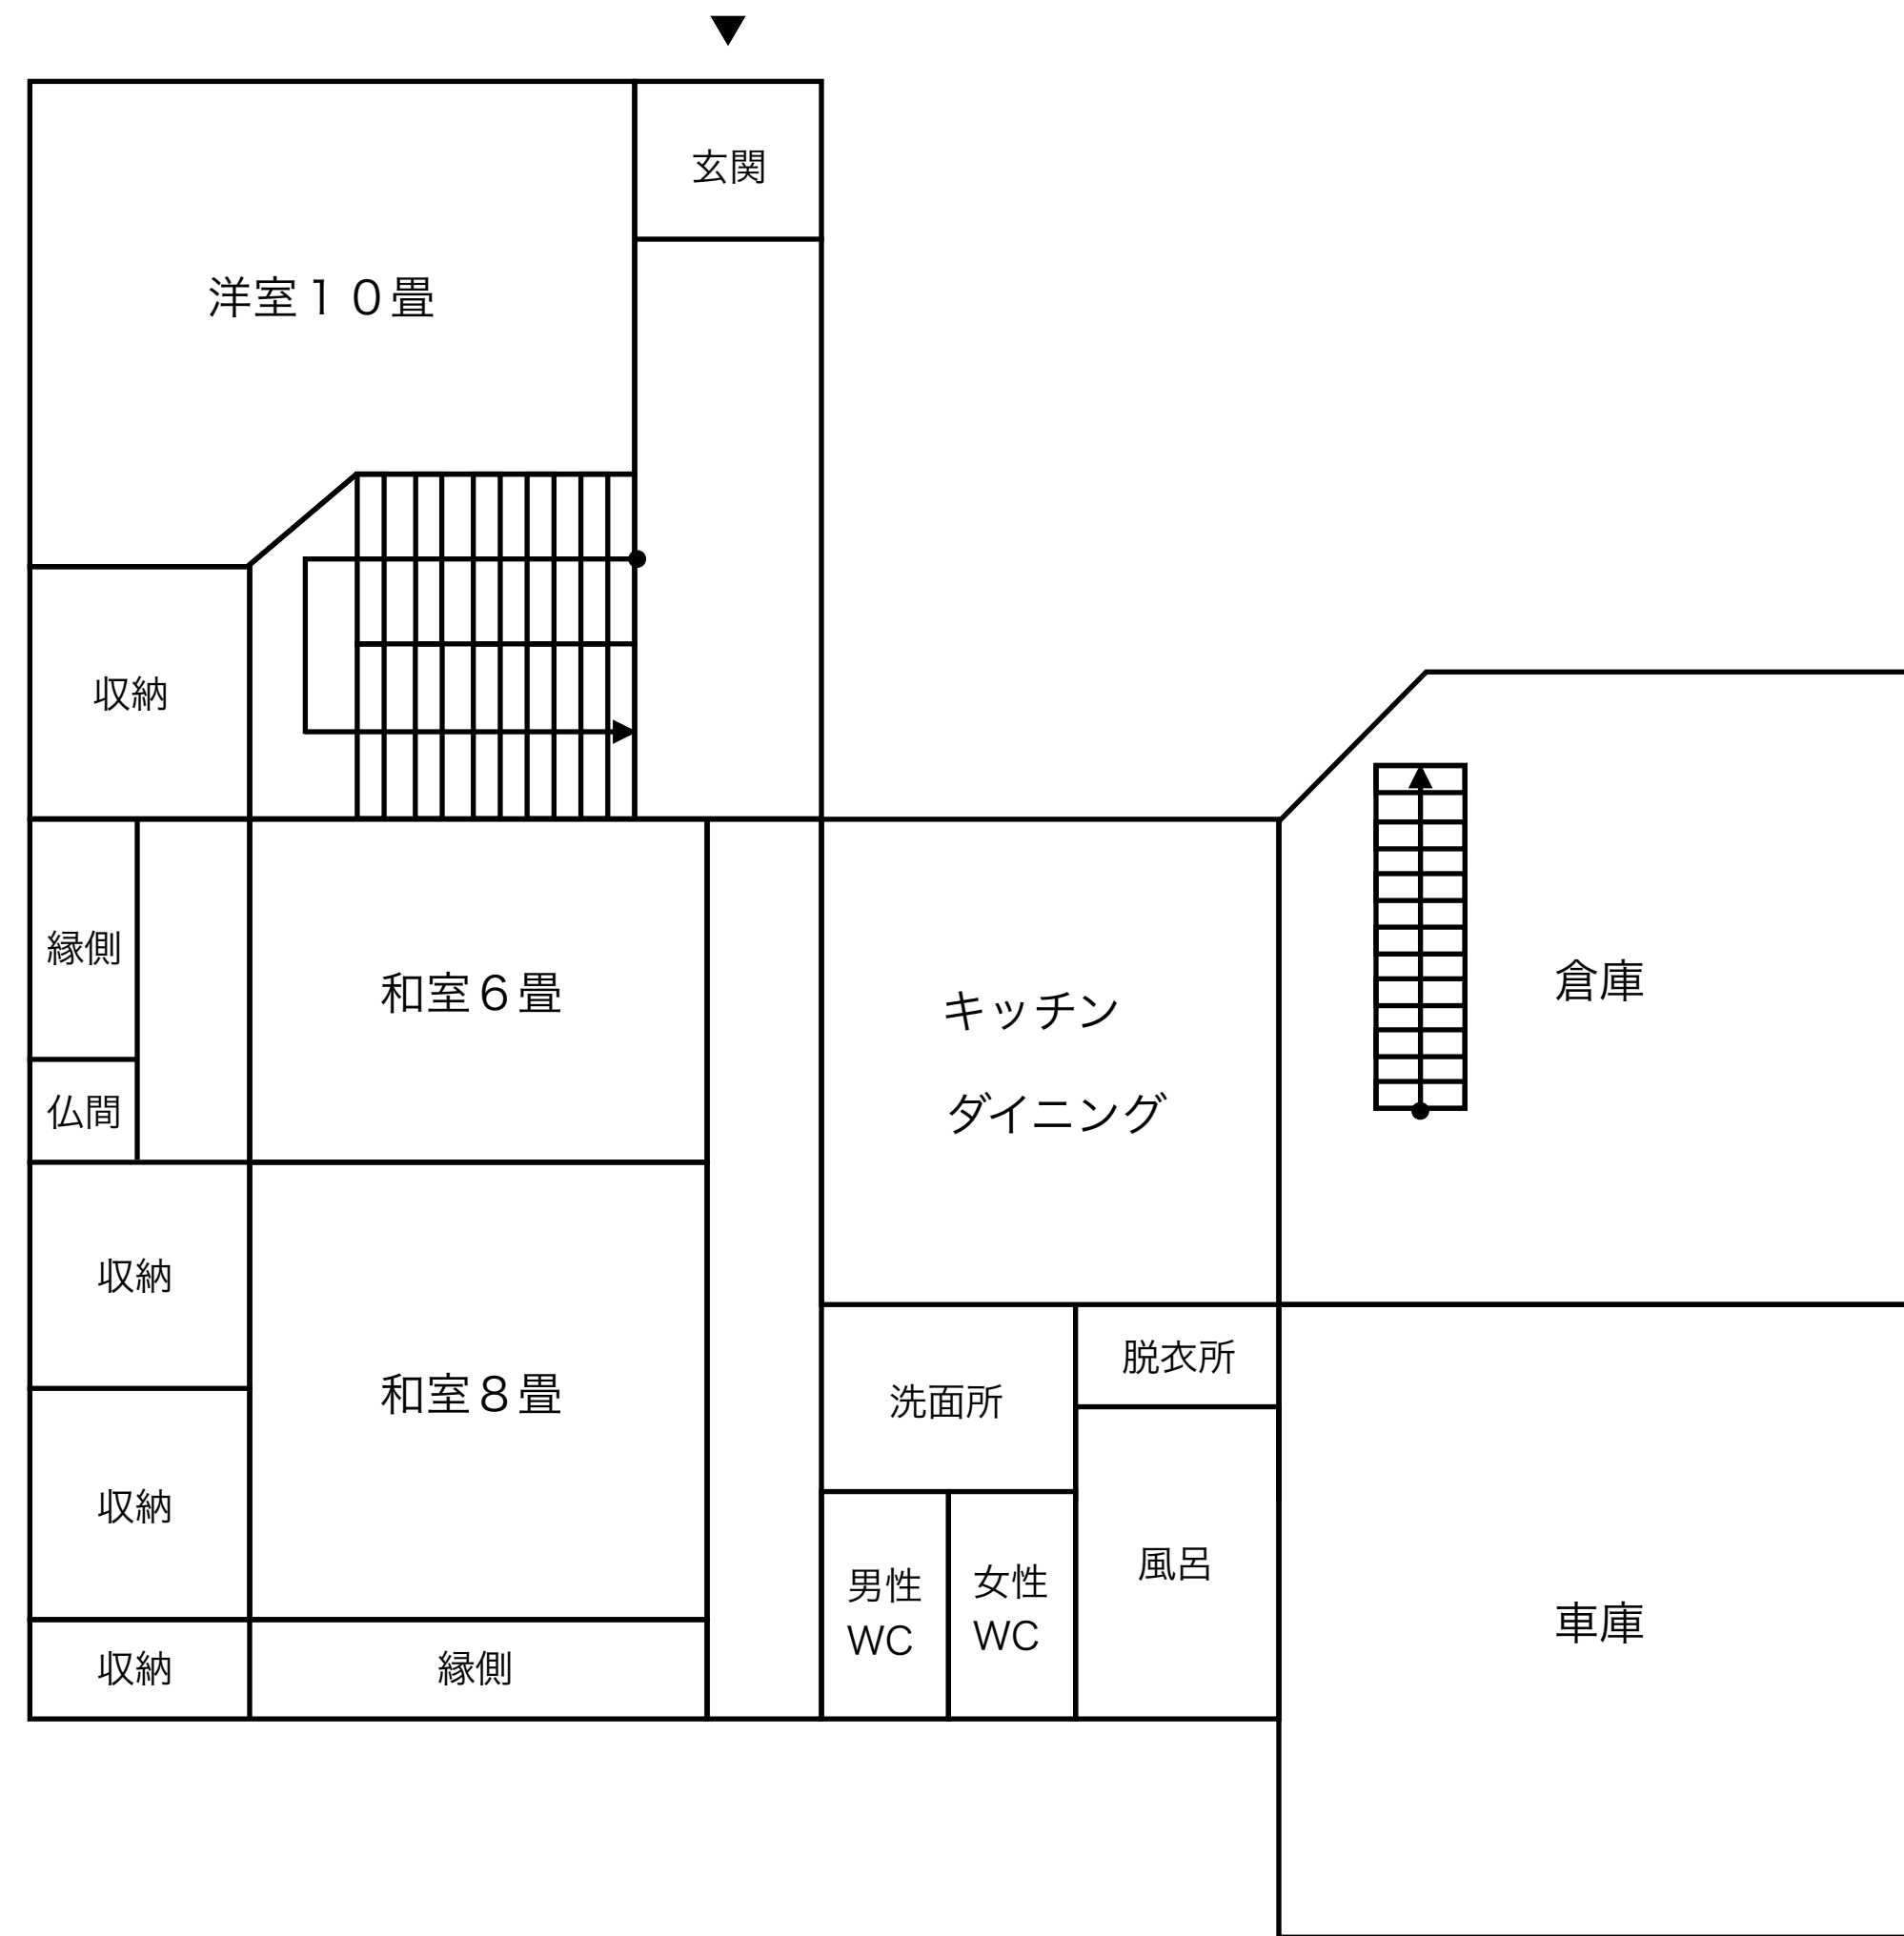 玄関
洋室１０畳
収納
縁側
和室６畳
キッチン
ダイニング
倉庫
仏間
収納
和室８畳
洗面所
脱衣所
収納
男性
WC
女性
WC
風呂
車庫
収納
縁側